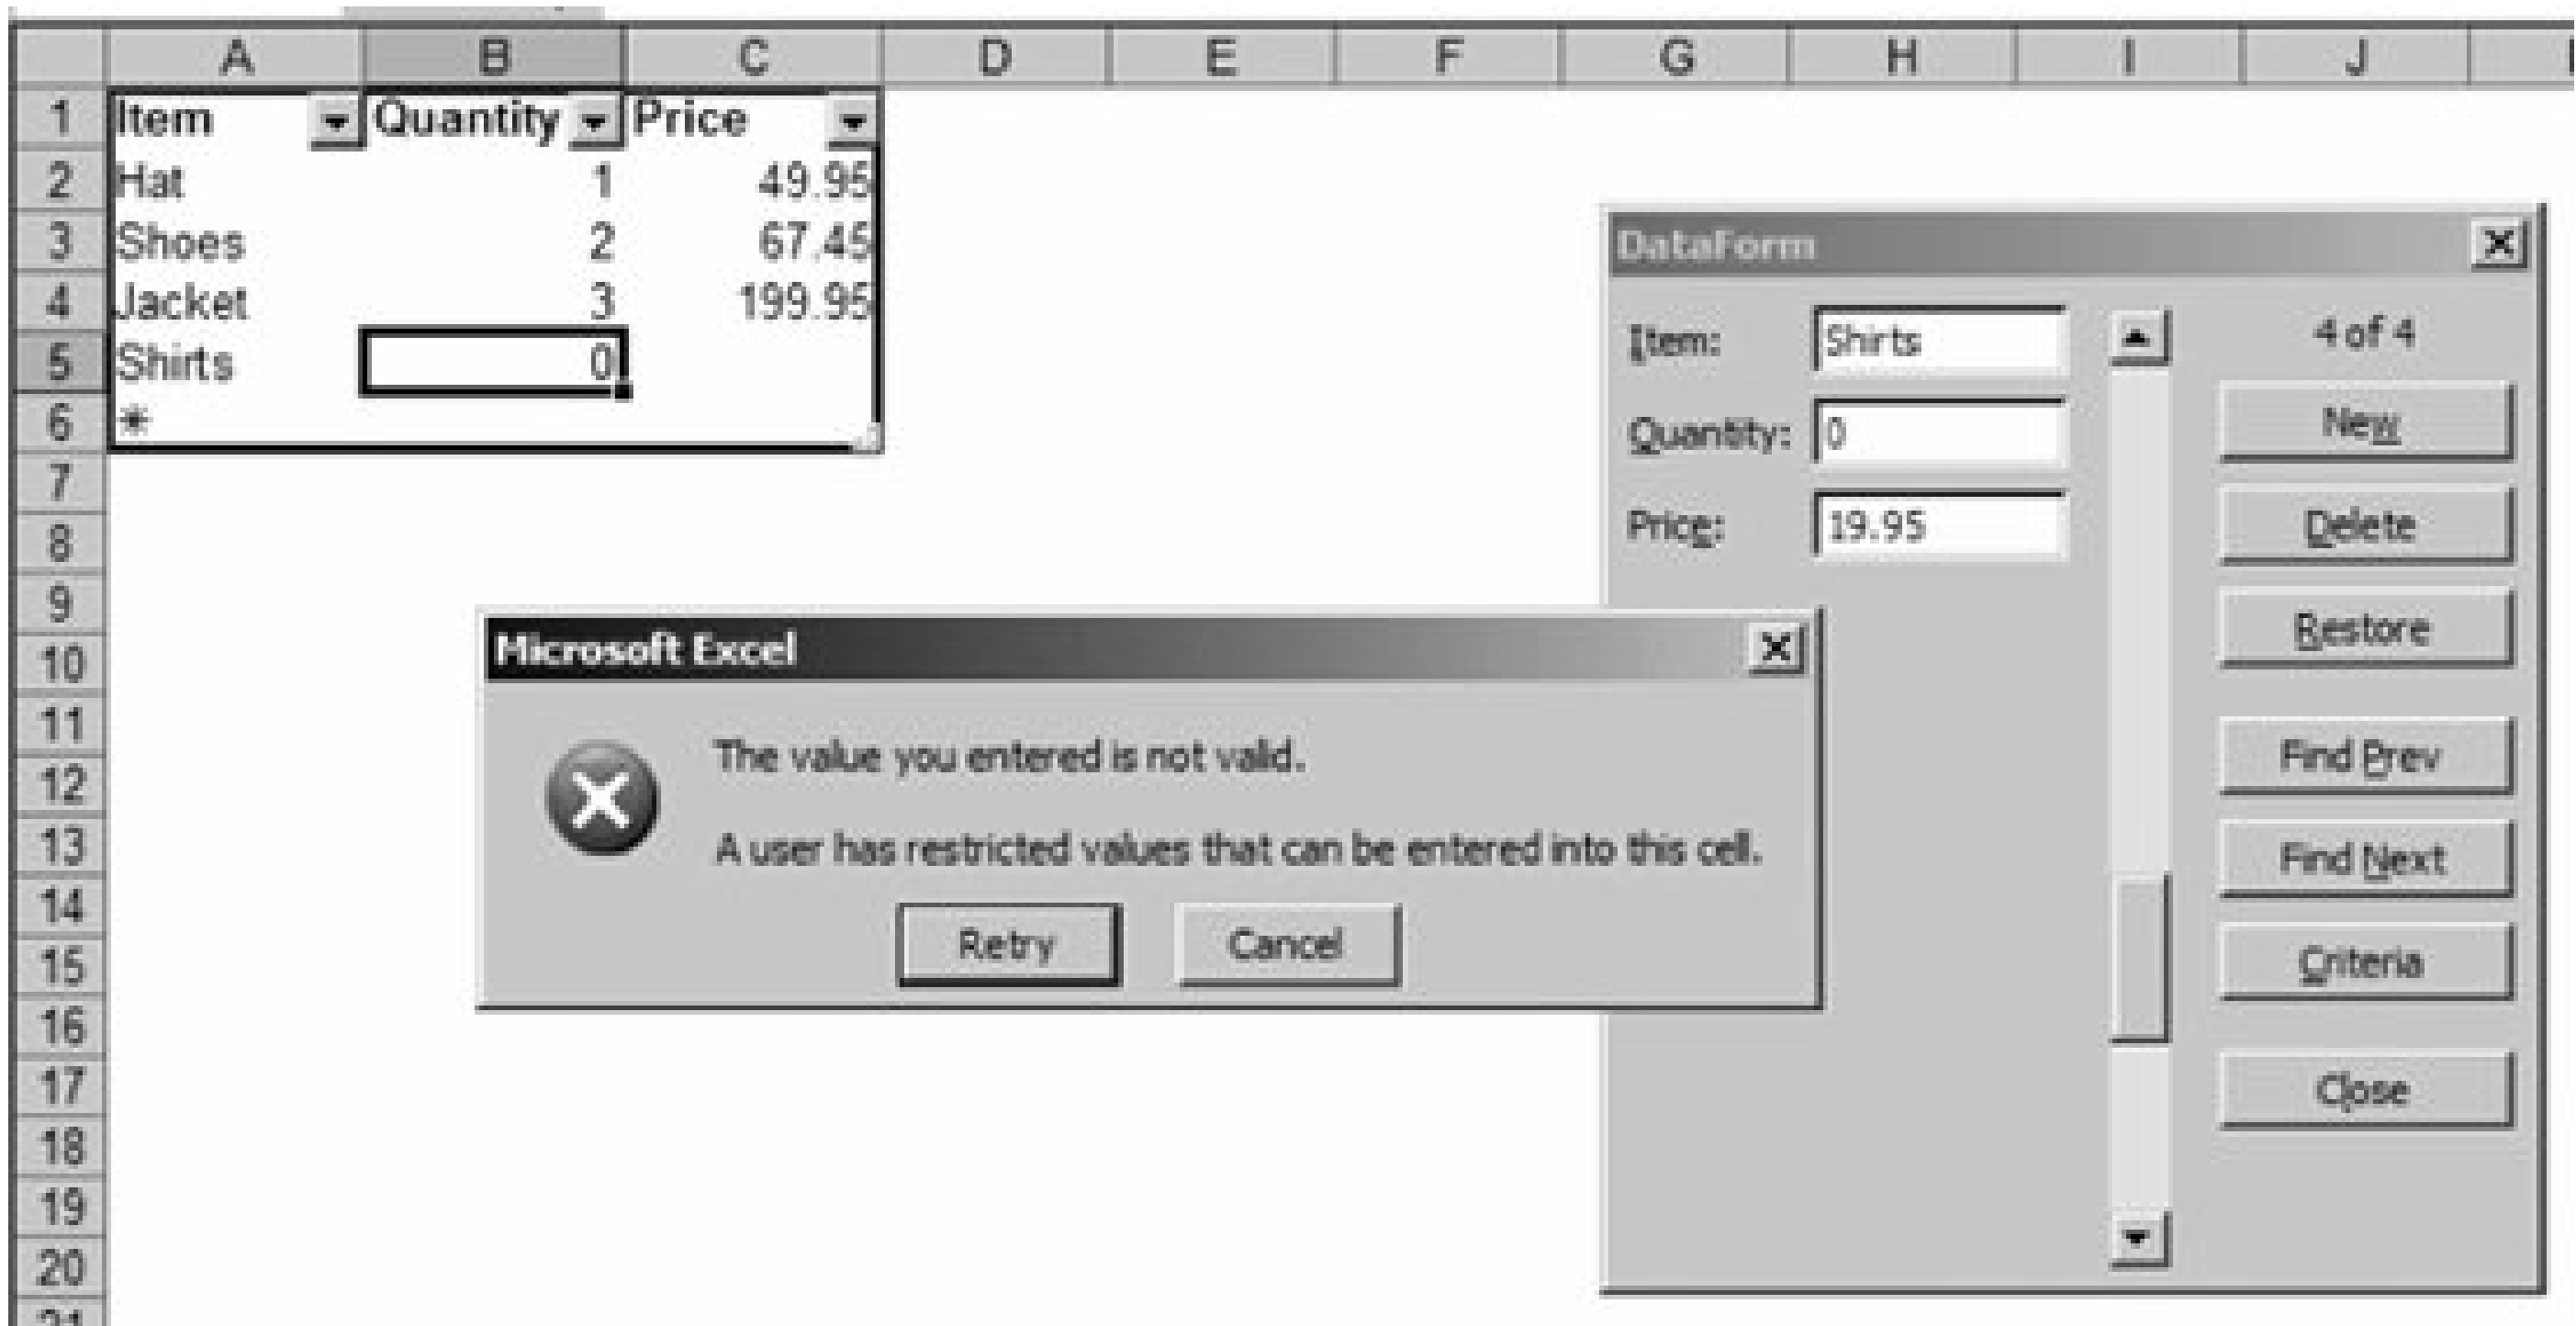 A B C D E F G H I J
1 Item Quantity Price
2 Hat 1 49.95
3 Shoes 2 67.45
4 Jacket 3 199.95
5 Shirts 0
6 *
7
8
9
10
11
12
13
14
15
16
17
18
19
20
21
DataForm
Item: Shirts
Quantity: 0
Price: 19.95
4 of 4
New
Delete
Restore
Find Prev
Find Next
Criteria
Close
Microsoft Excel
The value you entered is not valid.
A user has restricted values that can be entered into this cell.
Retry Cancel